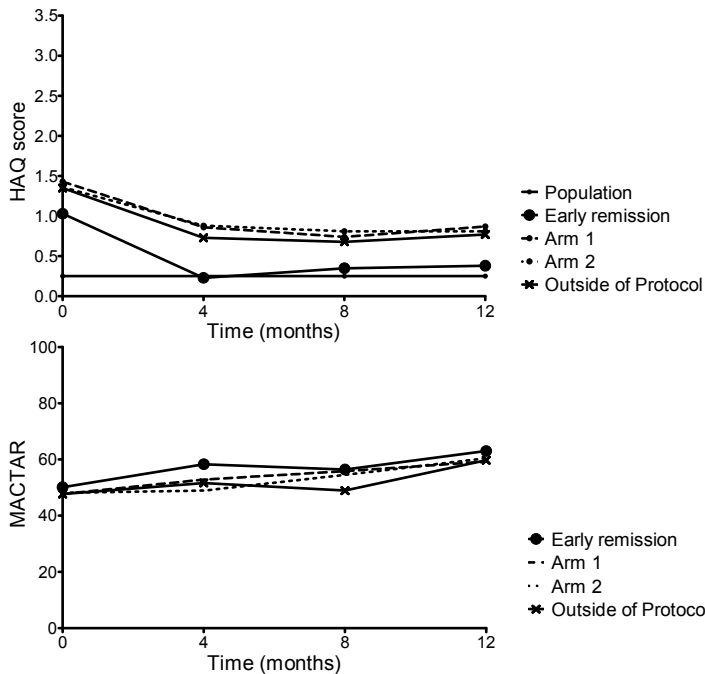 3.5
3.0
2.5
2.0
1.5
1.0
0.5
0.0
HAQ score
0 4 8 12
Time (months)
Population
Early remission
Arm 1
Arm 2
Outside of Protocol
100
80
60
40
20
0
MACTAR
0 4 8 12
Time (months)
Early remission
Arm 1
Arm 2
Outside of Protoco